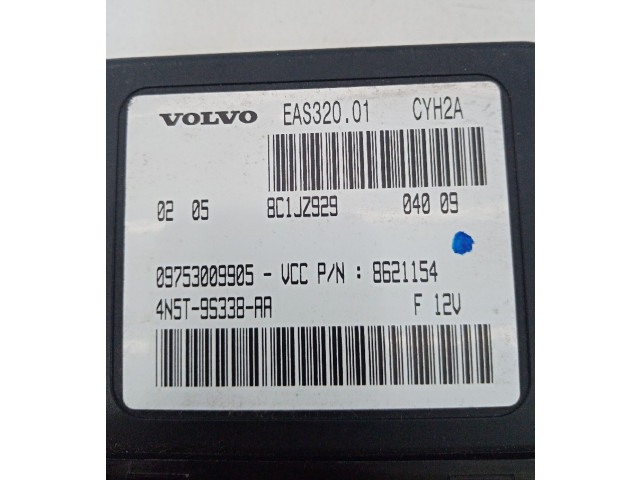 VOLVO EAS320.01 CYH2A
02 05 8C1JZ929 040 09
09753009905 - VCC P/N : 8621154
4N5T-9S338-AA F 12V